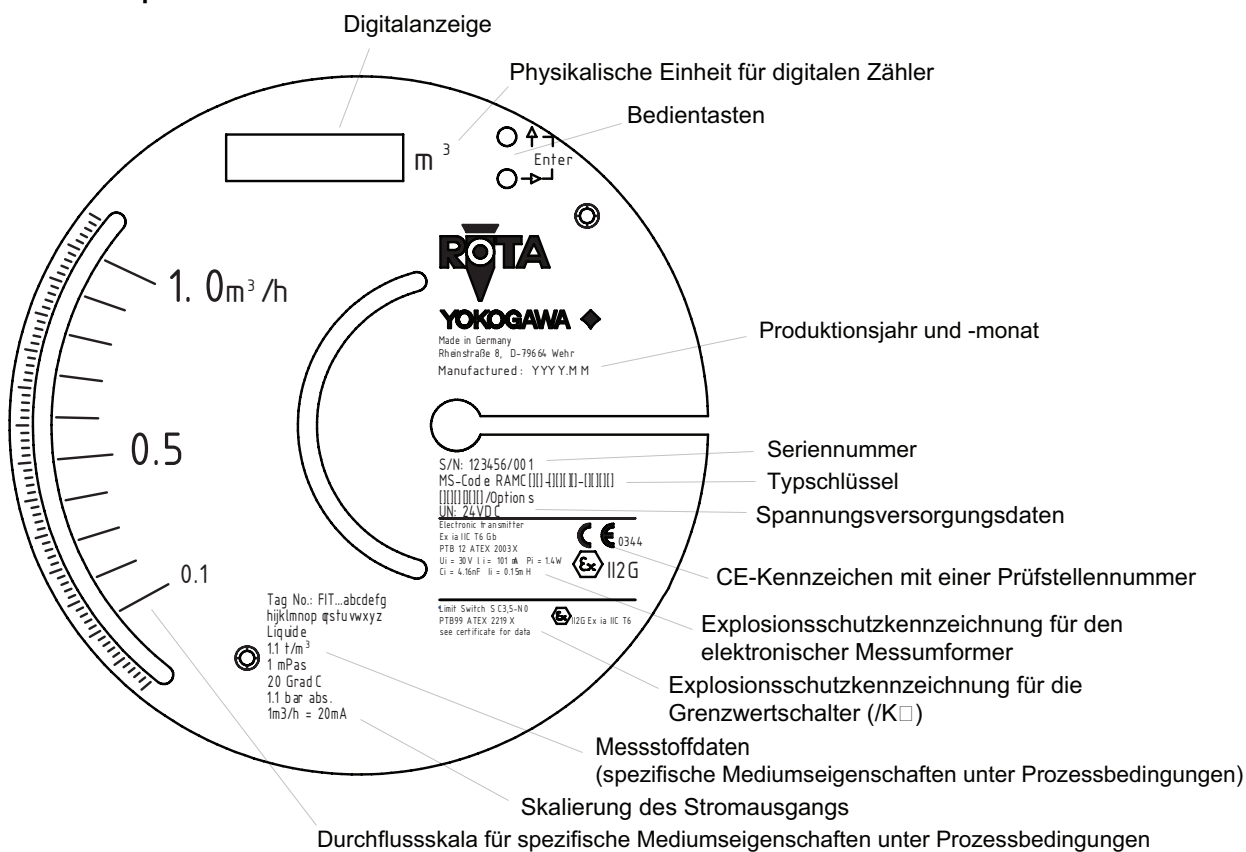 Digitalanzeige
Physikalische Einheit für digitalen Zähler
Bedientasten
m³
Enter
ROTA
YOKOGAWA
Made in Germany
Rheinstraße 8, D-79664 Wehr
Manufactured: YYYY.MM
Produktionsjahr und -monat
1.0m³/h
0.5
0.1
S/N: 123456/001
Seriennummer
MS-Code RAMC[][]-[][][][]-[][][][]
Typschlüssel
[][][][][][]/Options
UN: 24VDC
Spannungsversorgungsdaten
Electronic transmitter
Ex ia IIC T6 Gb
PTB 12 ATEX 2003X
Ui = 30V Li = 101 mA Pi = 1.4W
Ci = 4.16nF li = 0.15mH
CE 0344
Ex II2G
CE-Kennzeichen mit einer Prüfstellennummer
Limit Switch SC3,5-N0
PTB99 ATEX 2219 X
see certificate for data
Ex II2G Ex ia IIC T6
Explosionsschutzkennzeichnung für den
elektronischer Messumformer
Explosionsschutzkennzeichnung für die
Grenzwertschalter (/K□)
Tag No.: FIT...abcdefg
hijklmnop qrstuvwxyz
Liquide
1.1 t/m³
1 mPas
20 Grad C
1.1 bar abs.
1m3/h = 20mA
Messstoffdaten
(spezifische Mediumseigenschaften unter Prozessbedingungen)
Skalierung des Stromausgangs
Durchflussskala für spezifische Mediumseigenschaften unter Prozessbedingungen